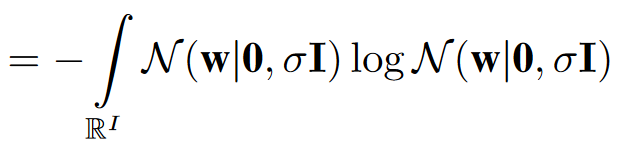 = − ∫_{ℝ^I} 𝒩(𝐰|𝟎, σ𝐈) log 𝒩(𝐰|𝟎, σ𝐈)